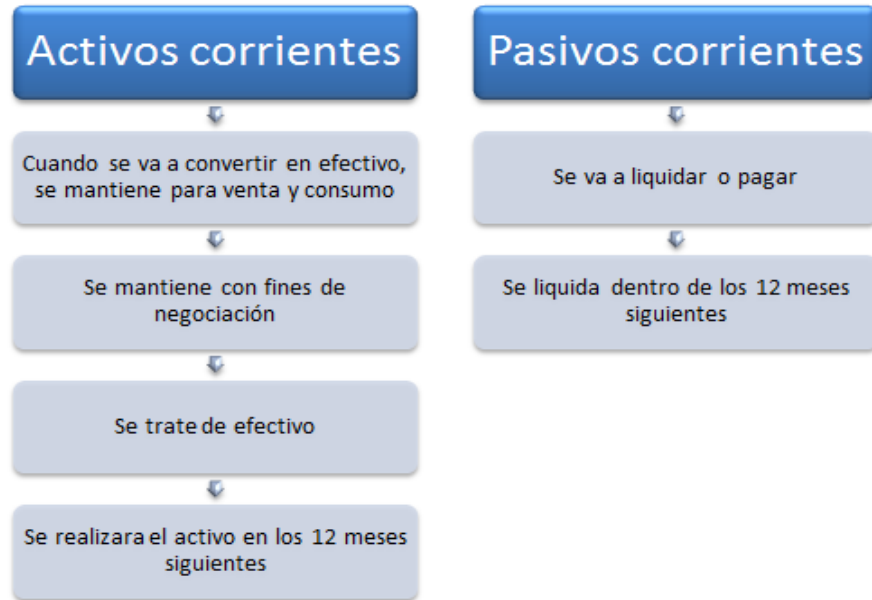 Activos corrientes
Cuando se va a convertir en efectivo,
se mantiene para venta y consumo
Se mantiene con fines de
negociación
Se trate de efectivo
Se realizara el activo en los 12 meses
siguientes
Pasivos corrientes
Se va a liquidar o pagar
Se liquida dentro de los 12 meses
siguientes